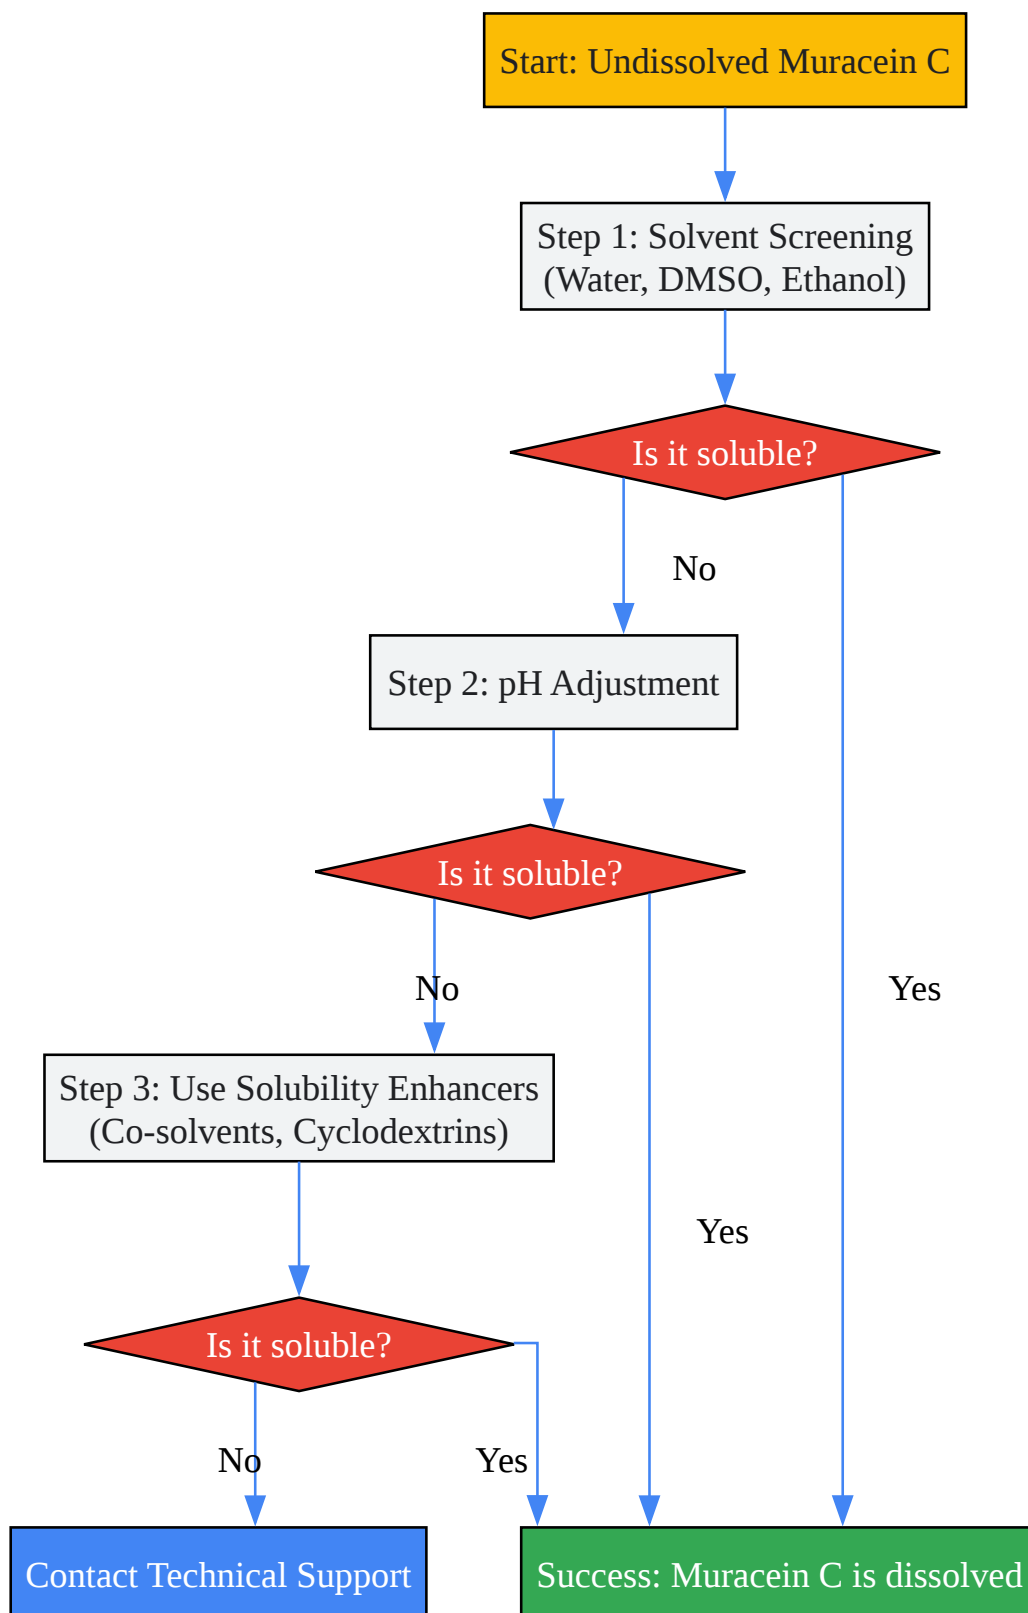 Start: Undissolved Muracein C
Step 1: Solvent Screening
(Water, DMSO, Ethanol)
Is it soluble?
No
Step 2: pH Adjustment
Is it soluble?
No
Yes
Step 3: Use Solubility Enhancers
(Co-solvents, Cyclodextrins)
Yes
Is it soluble?
No
Yes
Contact Technical Support
Success: Muracein C is dissolved